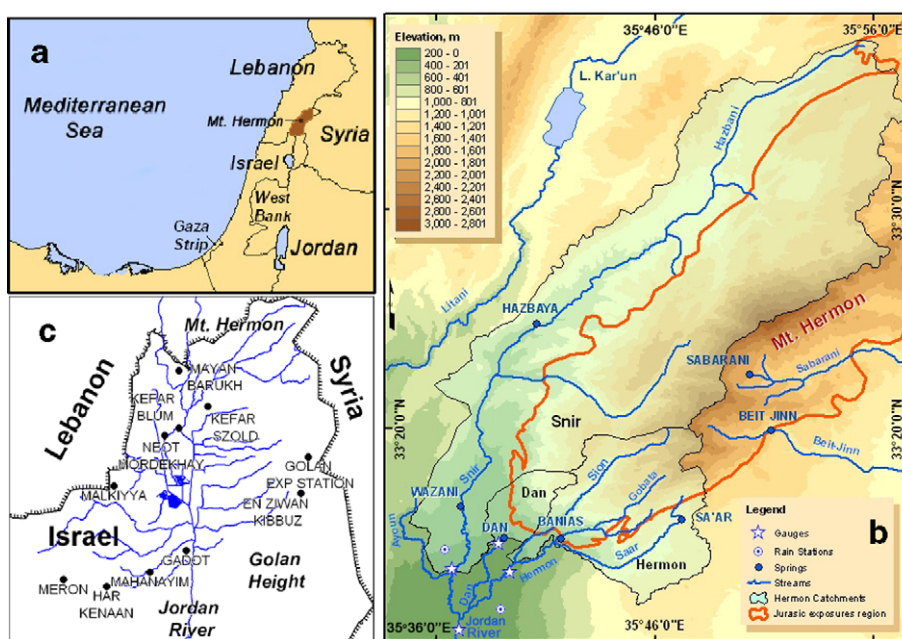 a
Lebanon
Mediterranean
Sea
Mt. Hermon
Syria
Israel
West
Bank
Gaza
Strip
Jordan
c
Mt. Hermon
Lebanon
Syria
MAYAN
BARUKH
KEFAR
BLUM
KEFAR
SZOLD
NEOT
MORDEKHAY
GOLAN
EXP STATION
MALKIYYA
EN ZIWAN
KIBBUZ
Israel
GADOT
Golan
Height
MERON
MAHANAYIM
HAR
KENAAN
Jordan
River
35°46'0"E
35°56'0"E
Elevation, m
200 - 0
400 - 201
600 - 401
800 - 601
1,000 - 801
1,200 - 1,001
1,400 - 1,201
1,600 - 1,401
1,800 - 1,601
2,000 - 1,801
2,200 - 2,001
2,400 - 2,201
2,600 - 2,401
2,800 - 2,601
3,000 - 2,801
L. Kar'un
Hazbani
33°30'0"N
Litani
HAZBAYA
Mt. Hermon
SABARANI
Sabarani
BEIT JINN
Beit-Jinn
33°20'0"N
Snir
Snir
Sion
Gobata
WAZANI
Dan
Ayoun
DAN
BANIAS
SA'AR
Saar
Hermon
Hermon
Dan
Jordan
River
Legend
Gauges
Rain Stations
Springs
Streams
Hermon Catchments
Jurasic exposures region
b
35°36'0"E
35°46'0"E